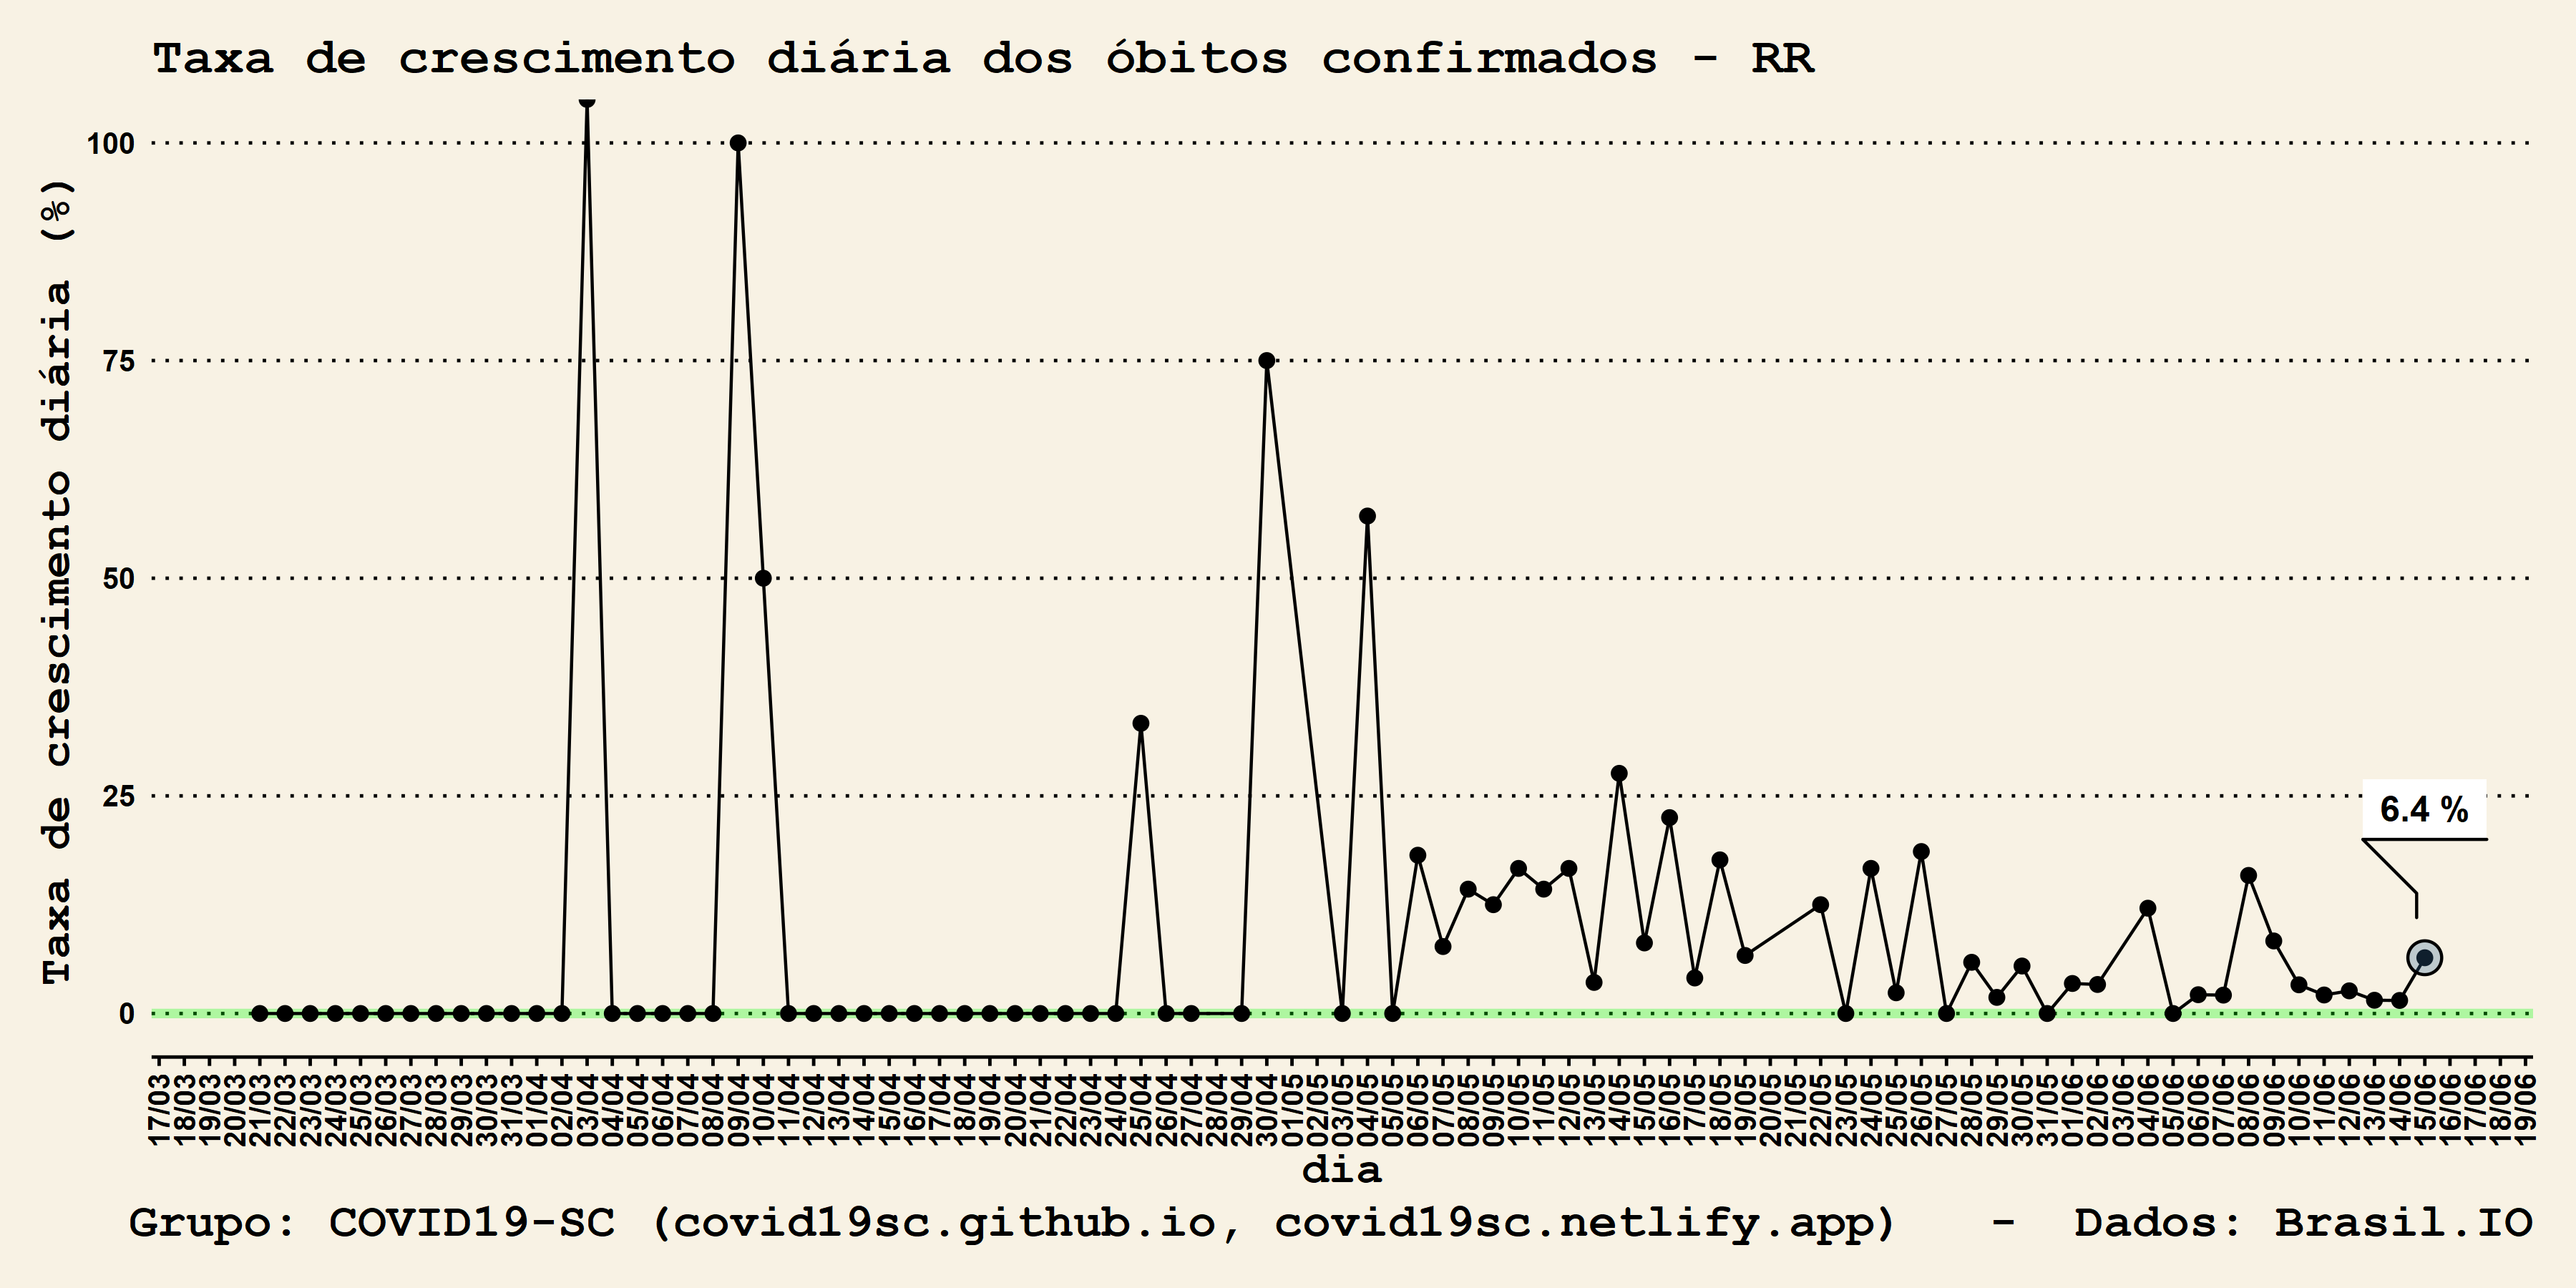 Taxa de crescimento diária dos óbitos confirmados - RR
Taxa de crescimento diária (%)
100
75
50
25
0
6.4 %
17/03 18/03 19/03 20/03 21/03 22/03 23/03 24/03 25/03 26/03 27/03 28/03 29/03 30/03 31/03 01/04 02/04 03/04 04/04 05/04 06/04 07/04 08/04 09/04 10/04 11/04 12/04 13/04 14/04 15/04 16/04 17/04 18/04 19/04 20/04 21/04 22/04 23/04 24/04 25/04 26/04 27/04 28/04 29/04 30/04 01/05 02/05 03/05 04/05 05/05 06/05 07/05 08/05 09/05 10/05 11/05 12/05 13/05 14/05 15/05 16/05 17/05 18/05 19/05 20/05 21/05 22/05 23/05 24/05 25/05 26/05 27/05 28/05 29/05 30/05 31/05 01/06 02/06 03/06 04/06 05/06 06/06 07/06 08/06 09/06 10/06 11/06 12/06 13/06 14/06 15/06 16/06 17/06 18/06 19/06
dia
Grupo: COVID19-SC (covid19sc.github.io, covid19sc.netlify.app) - Dados: Brasil.IO